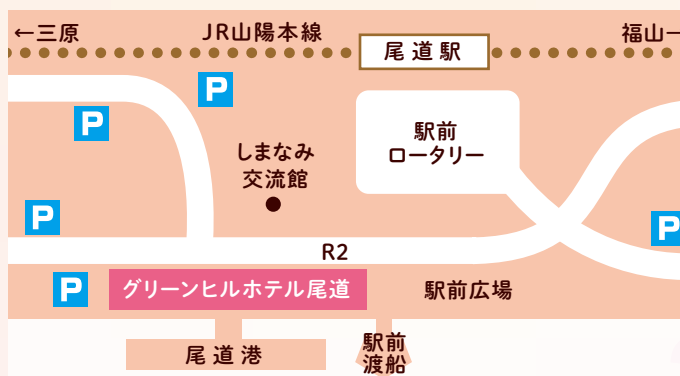 ←三原
JR山陽本線
尾道駅
福山
P
P
しまなみ
交流館
駅前
ロータリー
P
P
R2
P
グリーンヒルホテル尾道
駅前広場
尾道港
駅前
渡船